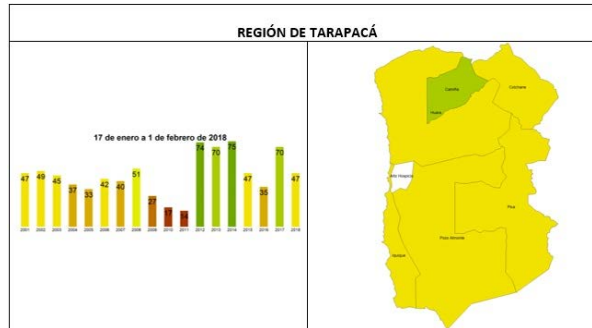 REGIÓN DE TARAPACÁ
17 de enero a 1 de febrero de 2018
47 49 45 37 33 42 40 51 27 17 14 74 70 75 47 35 70 47
2001 2002 2003 2004 2005 2006 2007 2008 2009 2010 2011 2012 2013 2014 2015 2016 2017 2018
Camiña
Colchane
Huara
Alto Hospicio
Pica
Pozo Almonte
Iquique